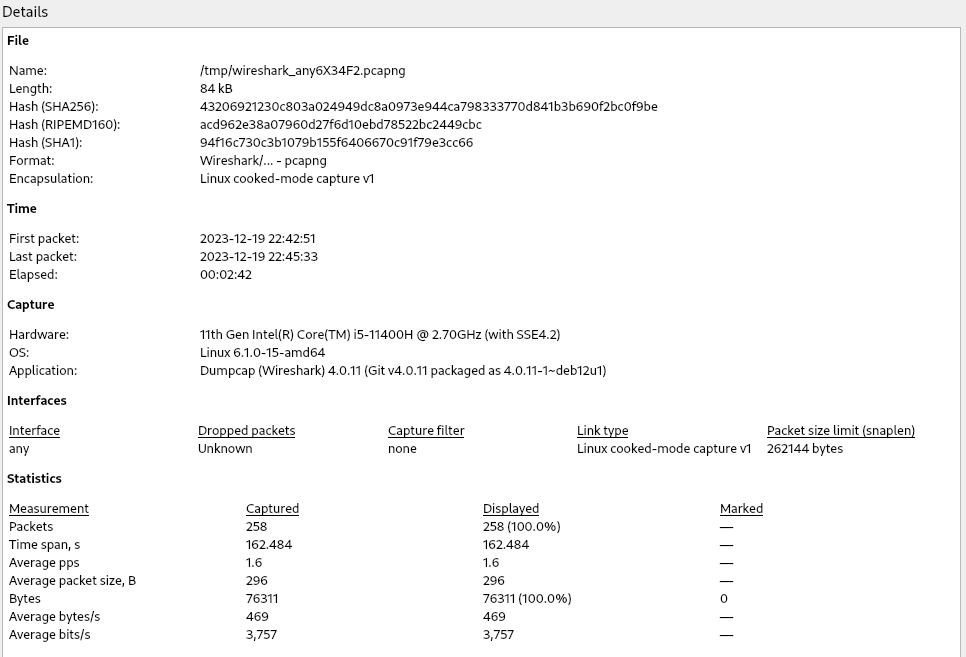 Details
File
Name: /tmp/wireshark_any6X34F2.pcapng
Length: 84 kB
Hash (SHA256): 43206921230c803a024949dc8a0973e944ca798333770d841b3b690f2bc0f9be
Hash (RIPEMD160): acd962e38a07960d27f6d10ebd78522bc2449cbc
Hash (SHA1): 94f16c730c3b1079b155f6406670c91f79e3cc66
Format: Wireshark/... - pcapng
Encapsulation: Linux cooked-mode capture v1
Time
First packet: 2023-12-19 22:42:51
Last packet: 2023-12-19 22:45:33
Elapsed: 00:02:42
Capture
Hardware: 11th Gen Intel(R) Core(TM) i5-11400H @ 2.70GHz (with SSE4.2)
OS: Linux 6.1.0-15-amd64
Application: Dumpcap (Wireshark) 4.0.11 (Git v4.0.11 packaged as 4.0.11-1~deb12u1)
Interfaces
Interface Dropped packets Capture filter Link type Packet size limit (snaplen)
any Unknown none Linux cooked-mode capture v1 262144 bytes
Statistics
Measurement Captured Displayed Marked
Packets 258 258 (100.0%) —
Time span, s 162.484 162.484 —
Average pps 1.6 1.6 —
Average packet size, B 296 296 —
Bytes 76311 76311 (100.0%) 0
Average bytes/s 469 469 —
Average bits/s 3,757 3,757 —